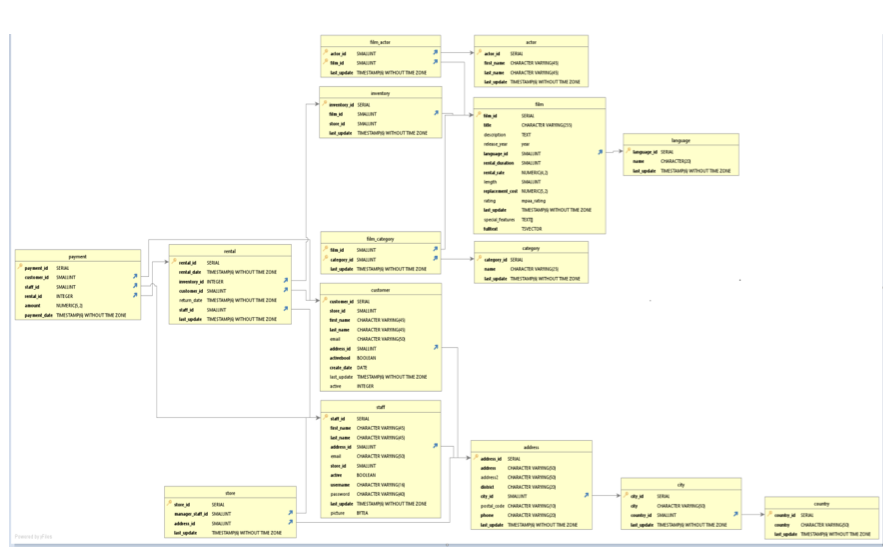 film_actor
actor_id SMALLINT
film_id SMALLINT
last_update TIMESTAMP(6) WITHOUT TIME ZONE
actor
actor_id SERIAL
first_name CHARACTER VARYING(45)
last_name CHARACTER VARYING(45)
last_update TIMESTAMP(6) WITHOUT TIME ZONE
inventory
inventory_id SERIAL
film_id SMALLINT
store_id SMALLINT
last_update TIMESTAMP(6) WITHOUT TIME ZONE
film
film_id SERIAL
title CHARACTER VARYING(255)
description TEXT
release_year year
language_id SMALLINT
rental_duration SMALLINT
rental_rate NUMERIC(4,2)
length SMALLINT
replacement_cost NUMERIC(5,2)
rating mpaa_rating
last_update TIMESTAMP(6) WITHOUT TIME ZONE
special_features TEXT[]
fulltext TSVECTOR
language
language_id SERIAL
name CHARACTER(20)
last_update TIMESTAMP(6) WITHOUT TIME ZONE
film_category
film_id SMALLINT
category_id SMALLINT
last_update TIMESTAMP(6) WITHOUT TIME ZONE
category
category_id SERIAL
name CHARACTER VARYING(25)
last_update TIMESTAMP(6) WITHOUT TIME ZONE
payment
payment_id SERIAL
customer_id SMALLINT
staff_id SMALLINT
rental_id INTEGER
amount NUMERIC(5,2)
payment_date TIMESTAMP(6) WITHOUT TIME ZONE
rental
rental_id SERIAL
rental_date TIMESTAMP(6) WITHOUT TIME ZONE
inventory_id INTEGER
customer_id SMALLINT
return_date TIMESTAMP(6) WITHOUT TIME ZONE
staff_id SMALLINT
last_update TIMESTAMP(6) WITHOUT TIME ZONE
customer
customer_id SERIAL
store_id SMALLINT
first_name CHARACTER VARYING(45)
last_name CHARACTER VARYING(45)
email CHARACTER VARYING(50)
address_id SMALLINT
activebool BOOLEAN
create_date DATE
last_update TIMESTAMP(6) WITHOUT TIME ZONE
active INTEGER
staff
staff_id SERIAL
first_name CHARACTER VARYING(45)
last_name CHARACTER VARYING(45)
address_id SMALLINT
email CHARACTER VARYING(50)
store_id SMALLINT
active BOOLEAN
username CHARACTER VARYING(16)
password CHARACTER VARYING(40)
last_update TIMESTAMP(6) WITHOUT TIME ZONE
picture BYTEA
store
store_id SERIAL
manager_staff_id SMALLINT
address_id SMALLINT
last_update TIMESTAMP(6) WITHOUT TIME ZONE
address
address_id SERIAL
address CHARACTER VARYING(50)
address2 CHARACTER VARYING(50)
district CHARACTER VARYING(20)
city_id SMALLINT
postal_code CHARACTER VARYING(10)
phone CHARACTER VARYING(20)
last_update TIMESTAMP(6) WITHOUT TIME ZONE
city
city_id SERIAL
city CHARACTER VARYING(50)
country_id SMALLINT
last_update TIMESTAMP(6) WITHOUT TIME ZONE
country
country_id SERIAL
country CHARACTER VARYING(50)
last_update TIMESTAMP(6) WITHOUT TIME ZONE
Powered by yFiles